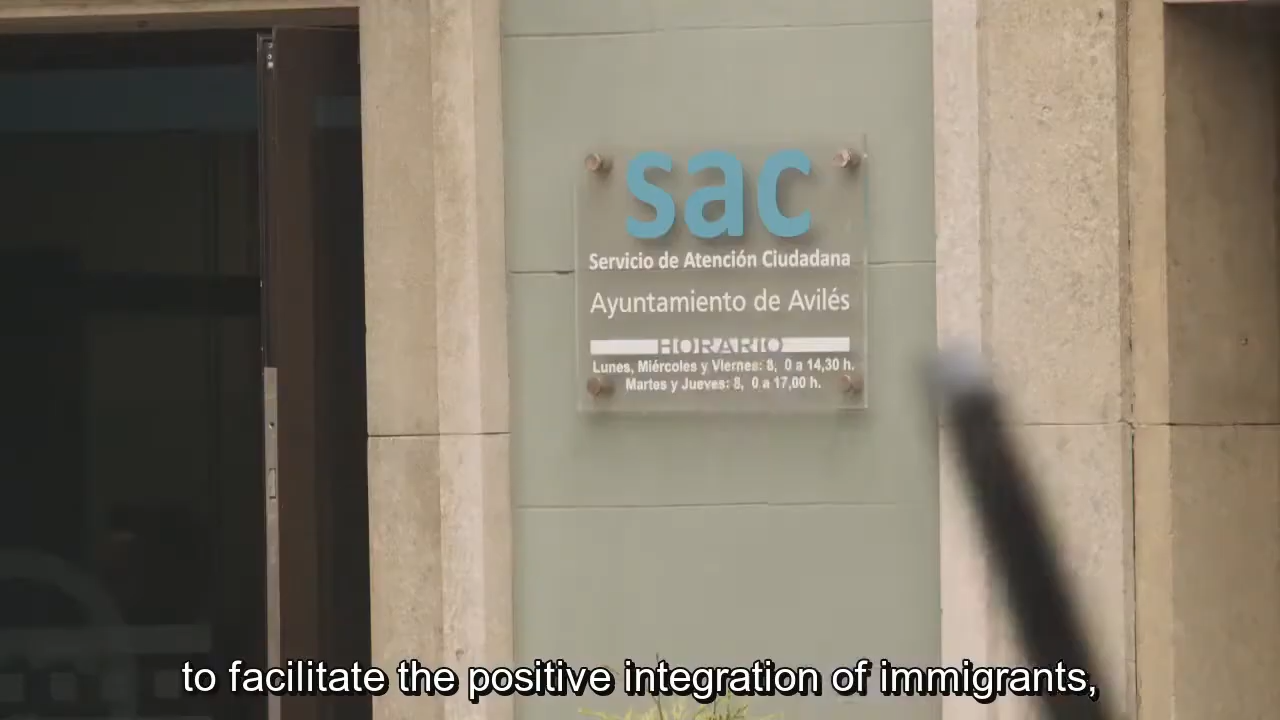 sac
Servicio de Atención Ciudadana
Ayuntamiento de Avilés
HORARIO
Lunes, Miércoles y Viernes: 8, 0 a 14,30 h.
Martes y Jueves: 8, 0 a 17,00 h.
to facilitate the positive integration of immigrants,